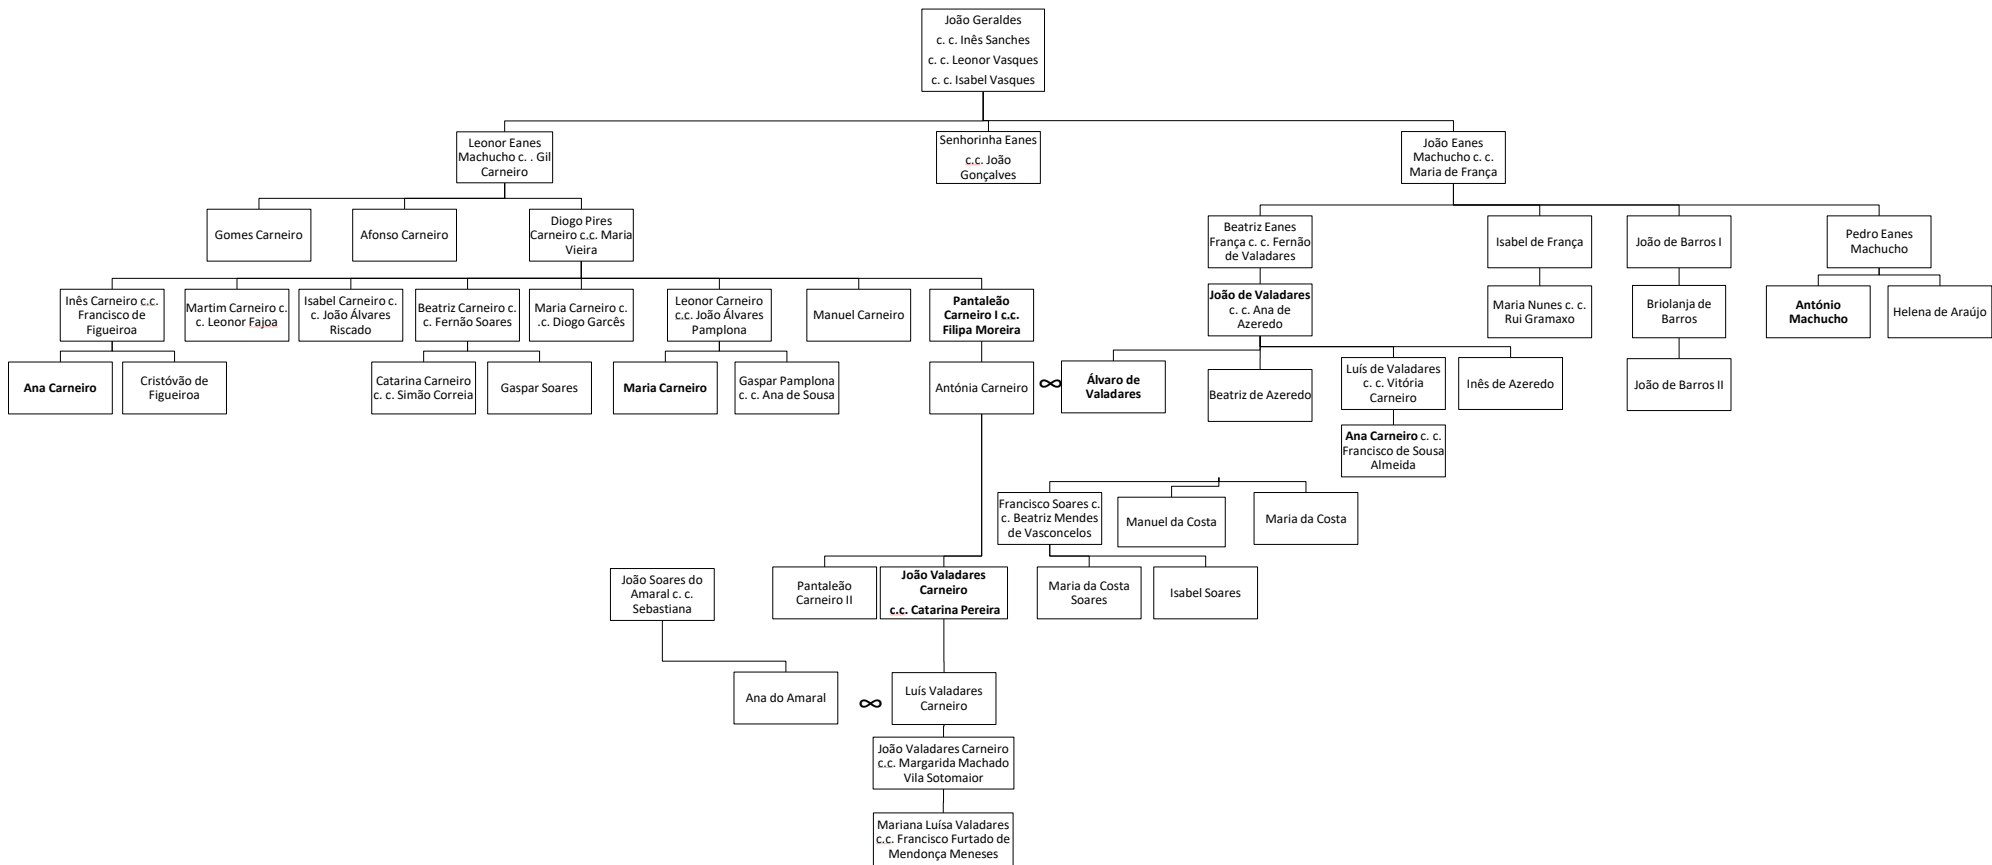 João Geraldes
c. c. Inês Sanches
c. c. Leonor Vasques
c. c. Isabel Vasques
Leonor Eanes
Machucho c. . Gil
Carneiro
Senhorinha Eanes
c.c. João
Gonçalves
João Eanes
Machucho c. c.
Maria de França
Gomes Carneiro
Afonso Carneiro
Diogo Pires
Carneiro c.c. Maria
Vieira
Beatriz Eanes
França c. c. Fernão
de Valadares
Isabel de França
João de Barros I
Pedro Eanes
Machucho
Inês Carneiro c.c.
Francisco de
Figueiroa
Martim Carneiro c.
c. Leonor Fajoa
Isabel Carneiro c.
c. João Álvares
Riscado
Beatriz Carneiro c.
c. Fernão Soares
Maria Carneiro c.
.c. Diogo Garcês
Leonor Carneiro
c.c. João Álvares
Pamplona
Manuel Carneiro
Pantaleão
Carneiro I c.c.
Filipa Moreira
João de Valadares
c. c. Ana de
Azeredo
Maria Nunes c. c.
Rui Gramaxo
Briolanja de
Barros
António
Machucho
Helena de Araújo
Ana Carneiro
Cristóvão de
Figueiroa
Catarina Carneiro
c. c. Simão Correia
Gaspar Soares
Maria Carneiro
Gaspar Pamplona
c. c. Ana de Sousa
Antónia Carneiro
∞
Álvaro de
Valadares
Beatriz de Azeredo
Luís de Valadares
c. c. Vitória
Carneiro
Inês de Azeredo
João de Barros II
Ana Carneiro c. c.
Francisco de Sousa
Almeida
Francisco Soares c.
c. Beatriz Mendes
de Vasconcelos
Manuel da Costa
Maria da Costa
João Soares do
Amaral c. c.
Sebastiana
Pantaleão
Carneiro II
João Valadares
Carneiro
c.c. Catarina Pereira
Maria da Costa
Soares
Isabel Soares
Ana do Amaral
∞
Luís Valadares
Carneiro
João Valadares Carneiro
c.c. Margarida Machado
Vila Sotomaior
Mariana Luísa Valadares
c.c. Francisco Furtado de
Mendonça Meneses